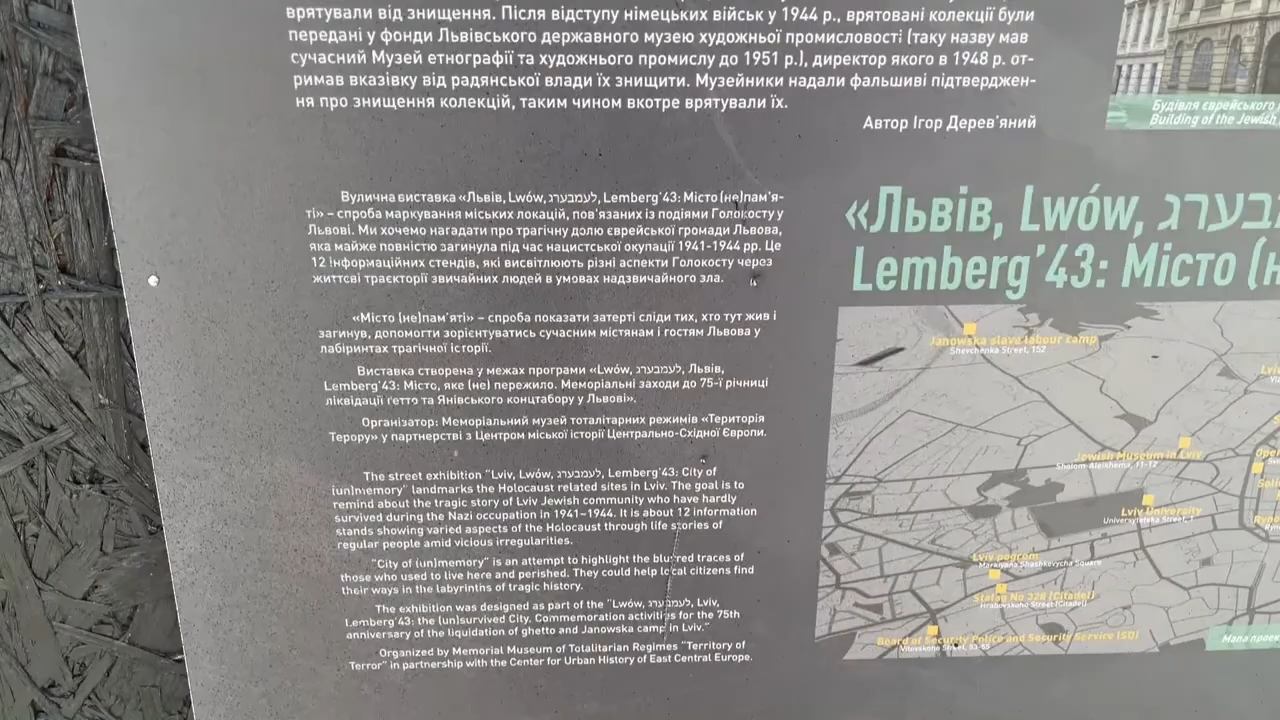 врятували від знищення. Після відступу німецьких військ у 1944 р., врятовані колекції були
передані у фонди Львівського державного музею художньої промисловості (таку назву мав
сучасний Музей етнографії та художнього промислу до 1951 р.), директор якого в 1948 р. от-
римав вказівку від радянської влади їх знищити. Музейники надали фальшиві підтверджен-
ня про знищення колекцій, таким чином вкотре врятували їх.
Автор Ігор Дерев'яний
Будівля єврейського
Building of the Jewish
Вулична виставка «Львів, Lwów, לעמבערג, Lemberg'43: Місто (не)пам'я-
ті» – спроба маркування міських локацій, пов'язаних із подіями Голокосту у
Львові. Ми хочемо нагадати про трагічну долю єврейської громади Львова,
яка майже повністю загинула під час нацистської окупації 1941-1944 рр. Це
12 інформаційних стендів, які висвітлюють різні аспекти Голокосту через
життєві траєкторії звичайних людей в умовах надзвичайного зла.
«Місто (не)пам'яті» – спроба показати затерті сліди тих, хто тут жив і
загинув, допомогти зорієнтуватись сучасним містянам і гостям Львова у
лабіринтах трагічної історії.
Виставка створена у межах програми «Lwów, לעמבערג, Львів,
Lemberg'43: Місто, яке (не) пережило. Меморіальні заходи до 75-ї річниці
ліквідації ґетто та Янівського концтабору у Львові».
Організатор: Меморіальний музей тоталітарних режимів «Територія
Терору» у партнерстві з Центром міської історії Центрально-Східної Європи.
The street exhibition "Lviv, Lwów, לעמבערג, Lemberg'43: City of
(un)memory" landmarks the Holocaust related sites in Lviv. The goal is to
remind about the tragic story of Lviv Jewish community who have hardly
survived during the Nazi occupation in 1941–1944. It is about 12 information
stands showing varied aspects of the Holocaust through life stories of
regular people amid vicious irregularities.
"City of (un)memory" is an attempt to highlight the blurred traces of
those who used to live here and perished. They could help local citizens find
their ways in the labyrinths of tragic history.
The exhibition was designed as part of the "Lwów, לעמבערג, Lviv,
Lemberg'43: the (un)survived City. Commemoration activities for the 75th
anniversary of the liquidation of ghetto and Janowska camp in Lviv."
Organized by Memorial Museum of Totalitarian Regimes "Territory of
Terror" in partnership with the Center for Urban History of East Central Europe.
«Львів, Lwów, מבערג
Lemberg'43: Місто (н
Janowska slave labour camp
Shevchenka Street, 152
Jewish Museum in Lviv
Sholom-Aleikhema, 11-12
Lviv University
Universytetska Street, 1
Lviv pogrom
Markiyana Shashkevycha Square
Stalag No 328 (Citadel)
Hrabovskoho Street (Citadel)
Board of Security Police and Security Service (SD)
Vitovskoho Street, 53-55
Мапа проек